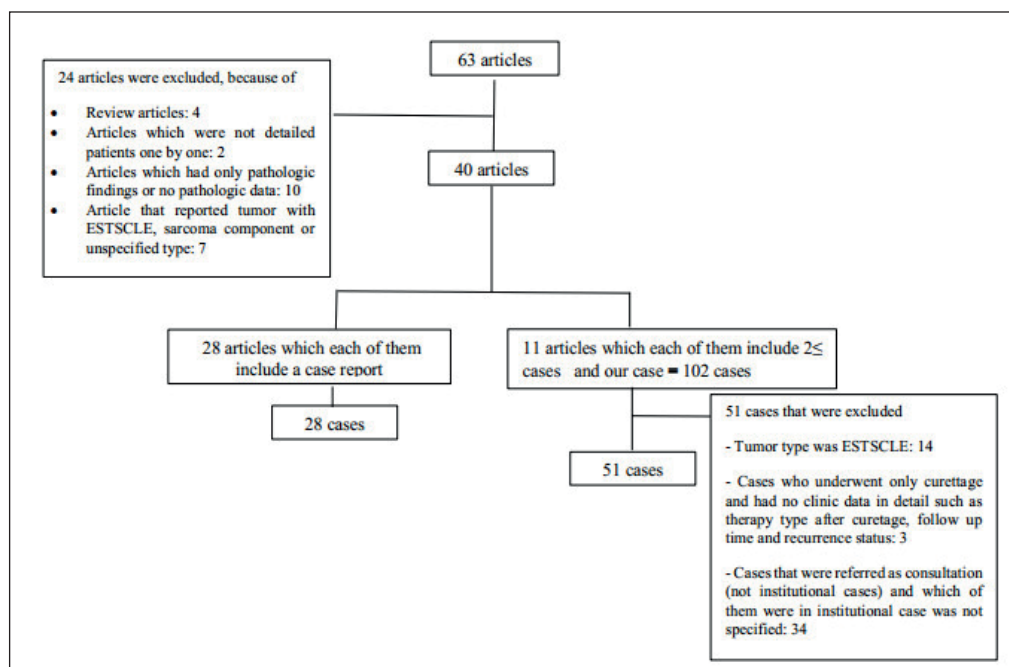 63 articles
24 articles were excluded, because of
• Review articles: 4
• Articles which were not detailed
patients one by one: 2
• Articles which had only pathologic
findings or no pathologic data: 10
• Article that reported tumor with
ESTSCLE, sarcoma component or
unspecified type: 7
40 articles
28 articles which each of them
include a case report
28 cases
11 articles which each of them include 2≤
cases and our case = 102 cases
51 cases
51 cases that were excluded
- Tumor type was ESTSCLE: 14
- Cases who underwent only curettage
and had no clinic data in detail such as
therapy type after curetage, follow up
time and recurrence status: 3
- Cases that were referred as consultation
(not institutional cases) and which of
them were in institutional case was not
specified: 34